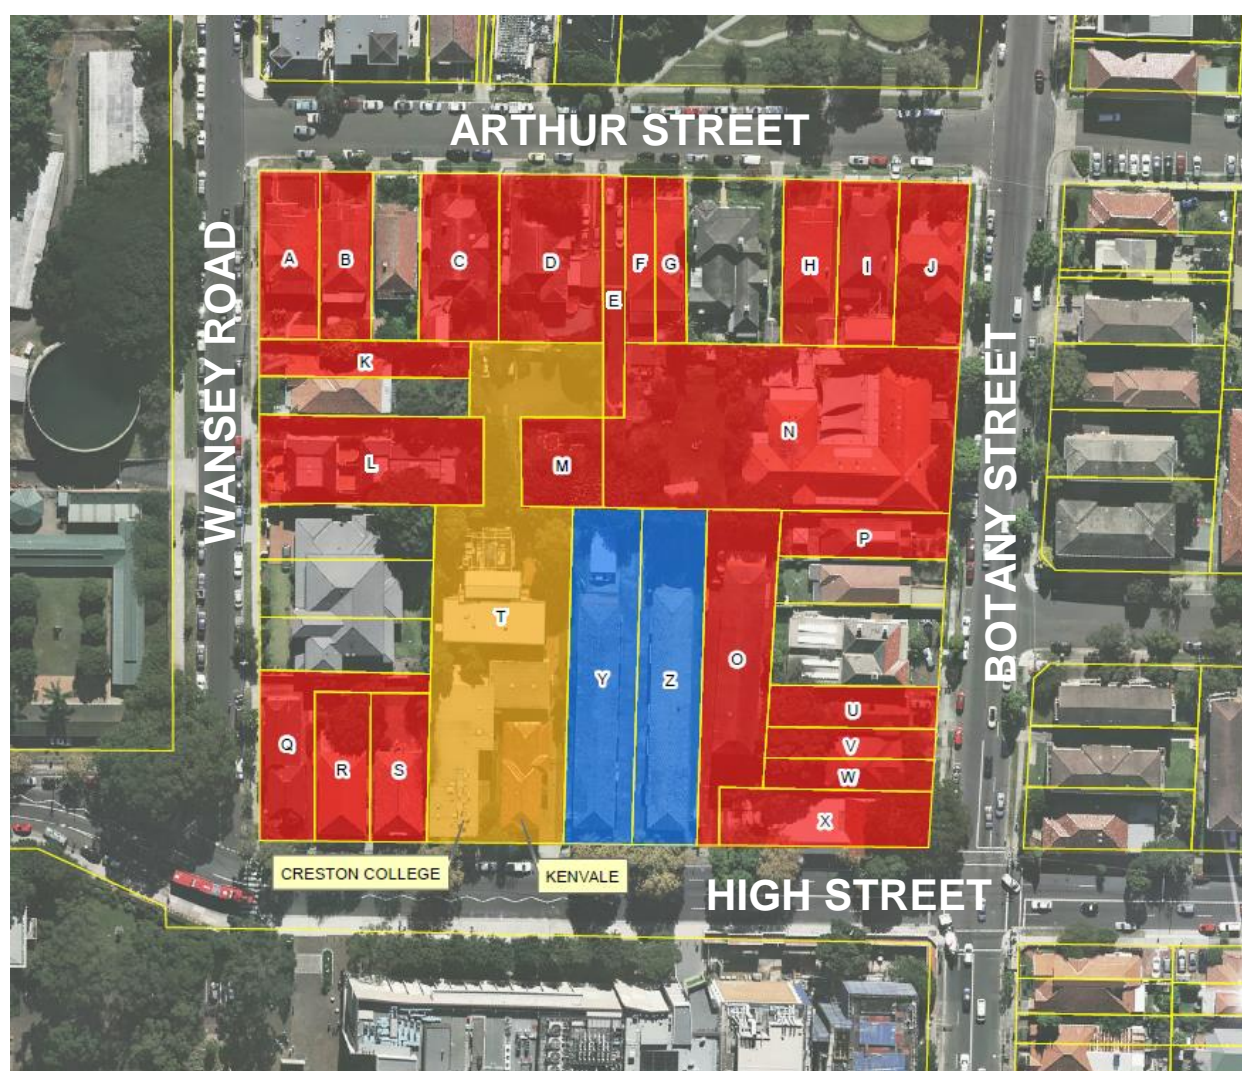 ARTHUR STREET
WANSEY ROAD
BOTANY STREET
A
B
C
D
E
F
G
H
I
J
K
L
M
N
P
T
O
Y
Z
U
V
W
Q
R
S
X
CRESTON COLLEGE
KENVALE
HIGH STREET